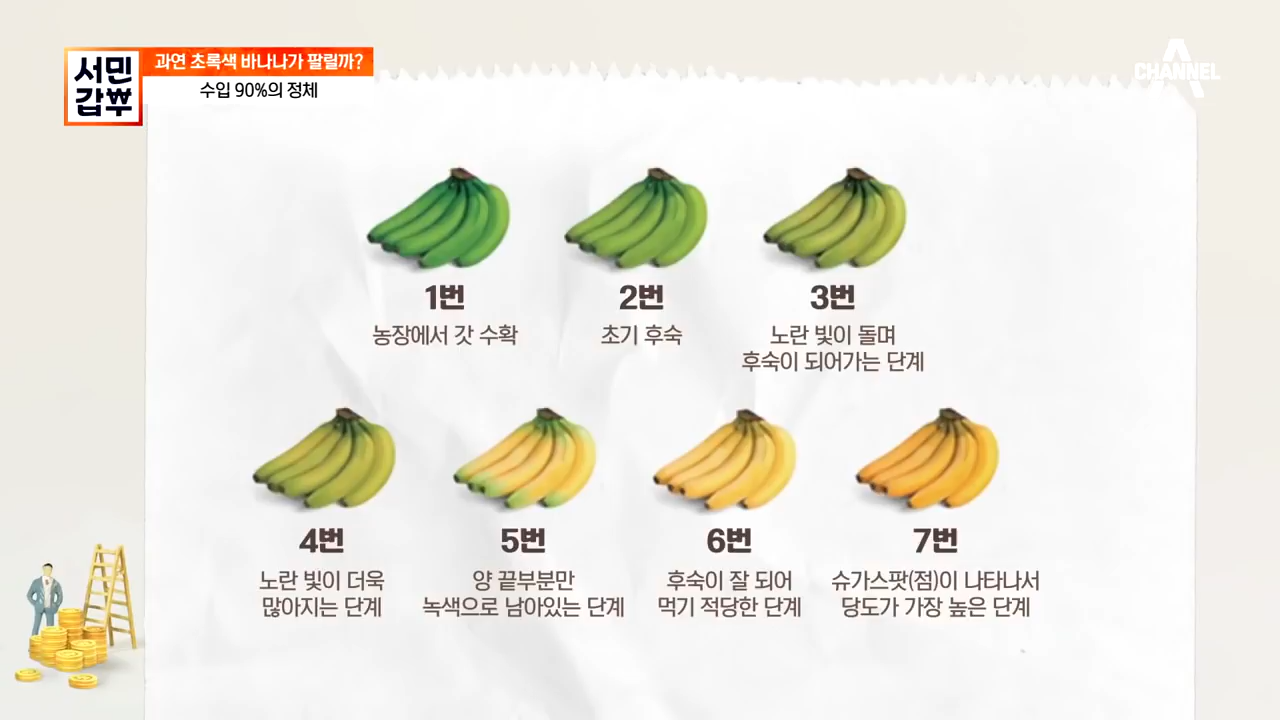 서민
갑부
과연 초록색 바나나가 팔릴까?
수입 90%의 정체
CHANNEL A
1번
농장에서 갓 수확
2번
초기 후숙
3번
노란 빛이 돌며
후숙이 되어가는 단계
4번
노란 빛이 더욱
많아지는 단계
5번
양 끝부분만
녹색으로 남아있는 단계
6번
후숙이 잘 되어
먹기 적당한 단계
7번
슈가스팟(점)이 나타나서
당도가 가장 높은 단계